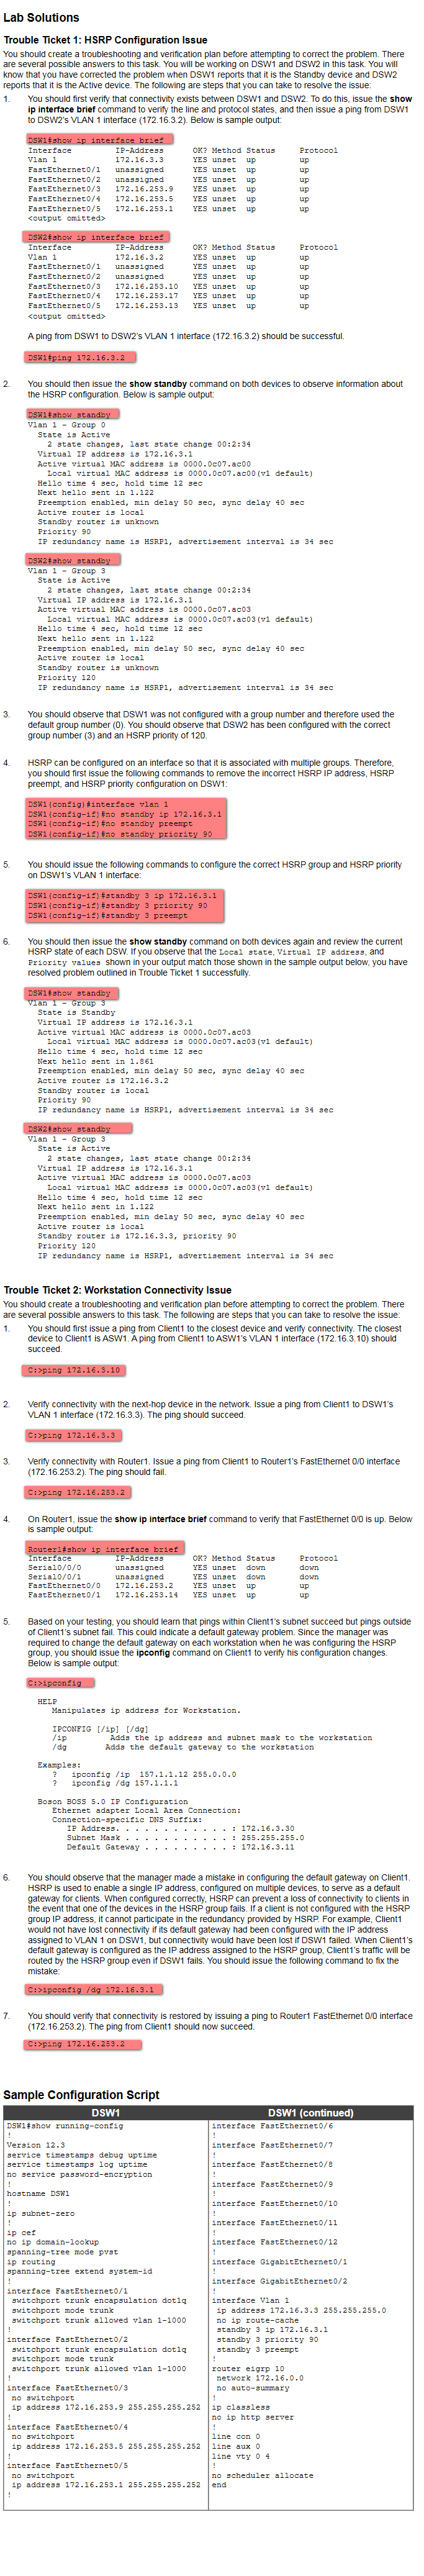 Lab Solutions
Trouble Ticket 1: HSRP Configuration Issue
You should create a troubleshooting and verification plan before attempting to correct the problem. There
are several possible answers to this task. You will be working on DSW1 and DSW2 in this task. You will
know that you have corrected the problem when DSW1 reports that it is the Standby device and DSW2
reports that it is the Active device. The following are steps that you can take to resolve the issue:
1. You should first verify that connectivity exists between DSW1 and DSW2. To do this, issue the show
ip interface brief command to verify the line and protocol states, and then issue a ping from DSW1
to DSW2's VLAN 1 interface (172.16.3.2). Below is sample output:
DSW1#show ip interface brief
Interface IP-Address OK? Method Status Protocol
Vlan 1 172.16.3.3 YES unset up up
FastEthernet0/1 unassigned YES unset up up
FastEthernet0/2 unassigned YES unset up up
FastEthernet0/3 172.16.253.9 YES unset up up
FastEthernet0/4 172.16.253.5 YES unset up up
FastEthernet0/5 172.16.253.1 YES unset up up
<output omitted>
DSW2#show ip interface brief
Interface IP-Address OK? Method Status Protocol
Vlan 1 172.16.3.2 YES unset up up
FastEthernet0/1 unassigned YES unset up up
FastEthernet0/2 unassigned YES unset up up
FastEthernet0/3 172.16.253.10 YES unset up up
FastEthernet0/4 172.16.253.17 YES unset up up
FastEthernet0/5 172.16.253.13 YES unset up up
<output omitted>
A ping from DSW1 to DSW2's VLAN 1 interface (172.16.3.2) should be successful.
DSW1#ping 172.16.3.2
2. You should then issue the show standby command on both devices to observe information about
the HSRP configuration. Below is sample output:
DSW1#show standby
Vlan 1 - Group 0
State is Active
2 state changes, last state change 00:2:34
Virtual IP address is 172.16.3.1
Active virtual MAC address is 0000.0c07.ac00
Local virtual MAC address is 0000.0c07.ac00(v1 default)
Hello time 4 sec, hold time 12 sec
Next hello sent in 1.122
Preemption enabled, min delay 50 sec, sync delay 40 sec
Active router is local
Standby router is unknown
Priority 90
IP redundancy name is HSRP1, advertisement interval is 34 sec
DSW2#show standby
Vlan 1 - Group 3
State is Active
2 state changes, last state change 00:2:34
Virtual IP address is 172.16.3.1
Active virtual MAC address is 0000.0c07.ac03
Local virtual MAC address is 0000.0c07.ac03(v1 default)
Hello time 4 sec, hold time 12 sec
Next hello sent in 1.122
Preemption enabled, min delay 50 sec, sync delay 40 sec
Active router is local
Standby router is unknown
Priority 120
IP redundancy name is HSRP1, advertisement interval is 34 sec
3. You should observe that DSW1 was not configured with a group number and therefore used the
default group number (0). You should observe that DSW2 has been configured with the correct
group number (3) and an HSRP priority of 120.
4. HSRP can be configured on an interface so that it is associated with multiple groups. Therefore,
you should first issue the following commands to remove the incorrect HSRP IP address, HSRP
preempt, and HSRP priority configuration on DSW1:
DSW1(config)#interface vlan 1
DSW1(config-if)#no standby ip 172.16.3.1
DSW1(config-if)#no standby preempt
DSW1(config-if)#no standby priority 90
5. You should issue the following commands to configure the correct HSRP group and HSRP priority
on DSW1's VLAN 1 interface:
DSW1(config-if)#standby 3 ip 172.16.3.1
DSW1(config-if)#standby 3 priority 90
DSW1(config-if)#standby 3 preempt
6. You should then issue the show standby command on both devices again and review the current
HSRP state of each DSW. If you observe that the Local state, Virtual IP address, and
Priority values shown in your output match those shown in the sample output below, you have
resolved problem outlined in Trouble Ticket 1 successfully.
DSW1#show standby
Vlan 1 - Group 3
State is Standby
Virtual IP address is 172.16.3.1
Active virtual MAC address is 0000.0c07.ac03
Local virtual MAC address is 0000.0c07.ac03(v1 default)
Hello time 4 sec, hold time 12 sec
Next hello sent in 1.861
Preemption enabled, min delay 50 sec, sync delay 40 sec
Active router is 172.16.3.2
Standby router is local
Priority 90
IP redundancy name is HSRP1, advertisement interval is 34 sec
DSW2#show standby
Vlan 1 - Group 3
State is Active
2 state changes, last state change 00:2:34
Virtual IP address is 172.16.3.1
Active virtual MAC address is 0000.0c07.ac03
Local virtual MAC address is 0000.0c07.ac03(v1 default)
Hello time 4 sec, hold time 12 sec
Next hello sent in 1.122
Preemption enabled, min delay 50 sec, sync delay 40 sec
Active router is local
Standby router is 172.16.3.3, priority 90
Priority 120
IP redundancy name is HSRP1, advertisement interval is 34 sec
Trouble Ticket 2: Workstation Connectivity Issue
You should create a troubleshooting and verification plan before attempting to correct the problem. There
are several possible answers to this task. The following are steps that you can take to resolve the issue:
1. You should first issue a ping from Client1 to the closest device and verify connectivity. The closest
device to Client1 is ASW1. A ping from Client1 to ASW1's VLAN 1 interface (172.16.3.10) should
succeed.
C:>ping 172.16.3.10
2. Verify connectivity with the next-hop device in the network. Issue a ping from Client1 to DSW1's
VLAN 1 interface (172.16.3.3). The ping should succeed.
C:>ping 172.16.3.3
3. Verify connectivity with Router1. Issue a ping from Client1 to Router1's FastEthernet 0/0 interface
(172.16.253.2). The ping should fail.
C:>ping 172.16.253.2
4. On Router1, issue the show ip interface brief command to verify that FastEthernet 0/0 is up. Below
is sample output:
Router1#show ip interface brief
Interface IP-Address OK? Method Status Protocol
Serial0/0/0 unassigned YES unset down down
Serial0/0/1 unassigned YES unset down down
FastEthernet0/0 172.16.253.2 YES unset up up
FastEthernet0/1 172.16.253.14 YES unset up up
5. Based on your testing, you should learn that pings within Client1's subnet succeed but pings outside
of Client1's subnet fail. This could indicate a default gateway problem. Since the manager was
required to change the default gateway on each workstation when he was configuring the HSRP
group, you should issue the ipconfig command on Client1 to verify his configuration changes.
Below is sample output:
C:>ipconfig
HELP
Manipulates ip address for Workstation.
IPCONFIG [/ip] [/dg]
/ip Adds the ip address and subnet mask to the workstation
/dg Adds the default gateway to the workstation
Examples:
? ipconfig /ip 157.1.1.12 255.0.0.0
? ipconfig /dg 157.1.1.1
Boson BOSS 5.0 IP Configuration
Ethernet adapter Local Area Connection:
Connection-specific DNS Suffix:
IP Address. . . . . . . . . . . . : 172.16.3.30
Subnet Mask . . . . . . . . . . . : 255.255.255.0
Default Gateway . . . . . . . . . : 172.16.3.11
6. You should observe that the manager made a mistake in configuring the default gateway on Client1.
HSRP is used to enable a single IP address, configured on multiple devices, to serve as a default
gateway for clients. When configured correctly, HSRP can prevent a loss of connectivity to clients in
the event that one of the devices in the HSRP group fails. If a client is not configured with the HSRP
group IP address, it cannot participate in the redundancy provided by HSRP. For example, Client1
would not have lost connectivity if its default gateway had been configured with the IP address
assigned to VLAN 1 on DSW1, but connectivity would have been lost if DSW1 failed. When Client1's
default gateway is configured as the IP address assigned to the HSRP group, Client1's traffic will be
routed by the HSRP group even if DSW1 fails. You should issue the following command to fix the
mistake:
C:>ipconfig /dg 172.16.3.1
7. You should verify that connectivity is restored by issuing a ping to Router1 FastEthernet 0/0 interface
(172.16.253.2). The ping from Client1 should now succeed.
C:>ping 172.16.253.2
Sample Configuration Script
DSW1
DSW1#show running-config
!
Version 12.3
service timestamps debug uptime
service timestamps log uptime
no service password-encryption
!
hostname DSW1
!
ip subnet-zero
!
ip cef
no ip domain-lookup
spanning-tree mode pvst
ip routing
spanning-tree extend system-id
!
interface FastEthernet0/1
switchport trunk encapsulation dot1q
switchport mode trunk
switchport trunk allowed vlan 1-1000
!
interface FastEthernet0/2
switchport trunk encapsulation dot1q
switchport mode trunk
switchport trunk allowed vlan 1-1000
!
interface FastEthernet0/3
no switchport
ip address 172.16.253.9 255.255.255.252
!
interface FastEthernet0/4
no switchport
ip address 172.16.253.5 255.255.255.252
!
interface FastEthernet0/5
no switchport
ip address 172.16.253.1 255.255.255.252
!
DSW1 (continued)
interface FastEthernet0/6
!
interface FastEthernet0/7
!
interface FastEthernet0/8
!
interface FastEthernet0/9
!
interface FastEthernet0/10
!
interface FastEthernet0/11
!
interface FastEthernet0/12
!
interface GigabitEthernet0/1
!
interface GigabitEthernet0/2
!
interface Vlan 1
ip address 172.16.3.3 255.255.255.0
no ip route-cache
standby 3 ip 172.16.3.1
standby 3 priority 90
standby 3 preempt
!
router eigrp 10
network 172.16.0.0
no auto-summary
!
ip classless
no ip http server
!
line con 0
line aux 0
line vty 0 4
!
no scheduler allocate
end